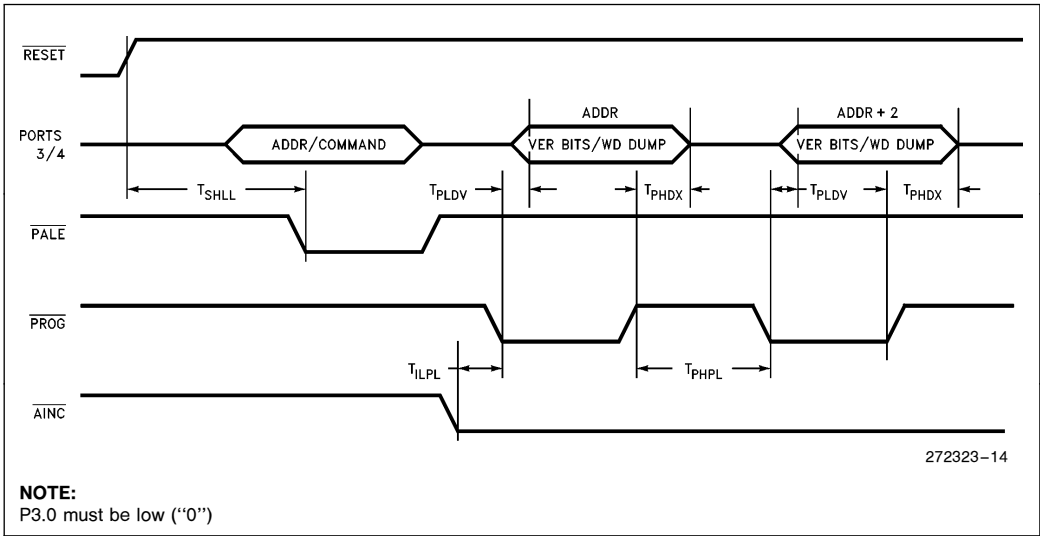 RESET
ADDR
ADDR + 2
PORTS
3/4
ADDR/COMMAND
VER BITS/WD DUMP
VER BITS/WD DUMP
TSHLL
TPLDV
TPHDX
TPLDV
TPHDX
PALE
PROG
TILPL
TPHPL
AINC
272323–14
NOTE:
P3.0 must be low (‘‘0’’)